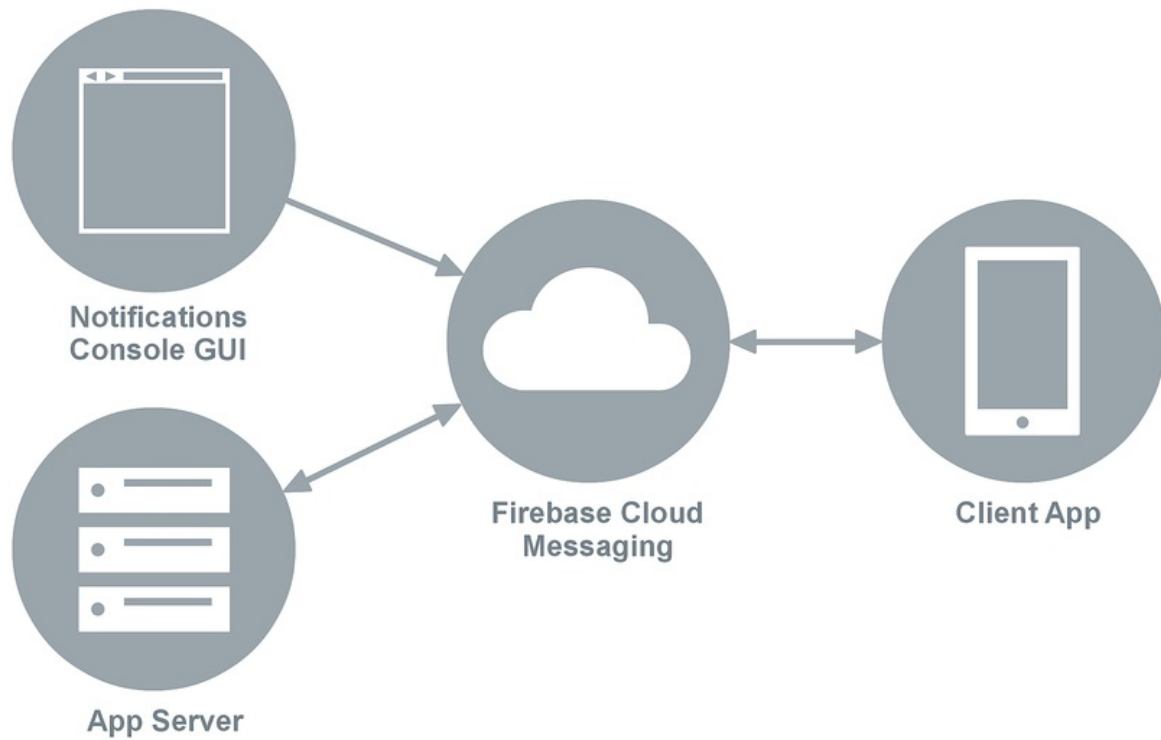 Notifications
Console GUI
Firebase Cloud
Messaging
Client App
App Server